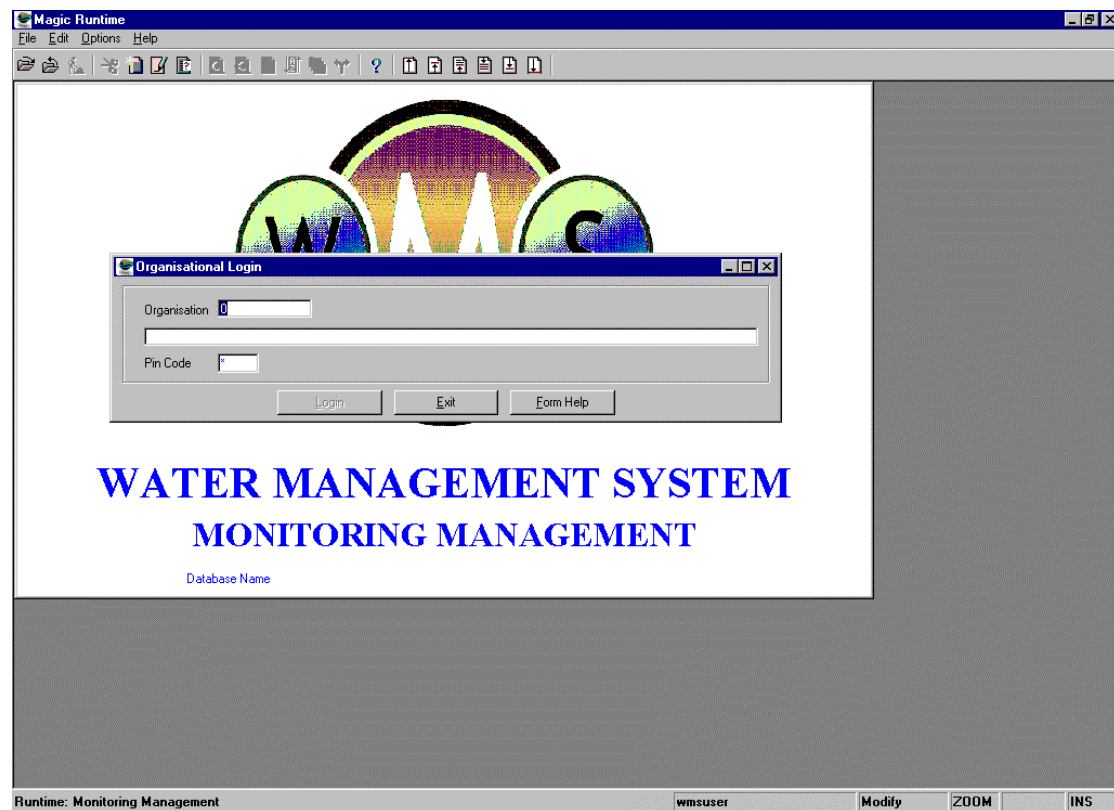 Magic Runtime
File Edit Options Help
W M S
Organisational Login
Organisation 0
Pin Code *
Login Exit Form Help
WATER MANAGEMENT SYSTEM
MONITORING MANAGEMENT
Database Name
Runtime: Monitoring Management wmsuser Modify ZOOM INS